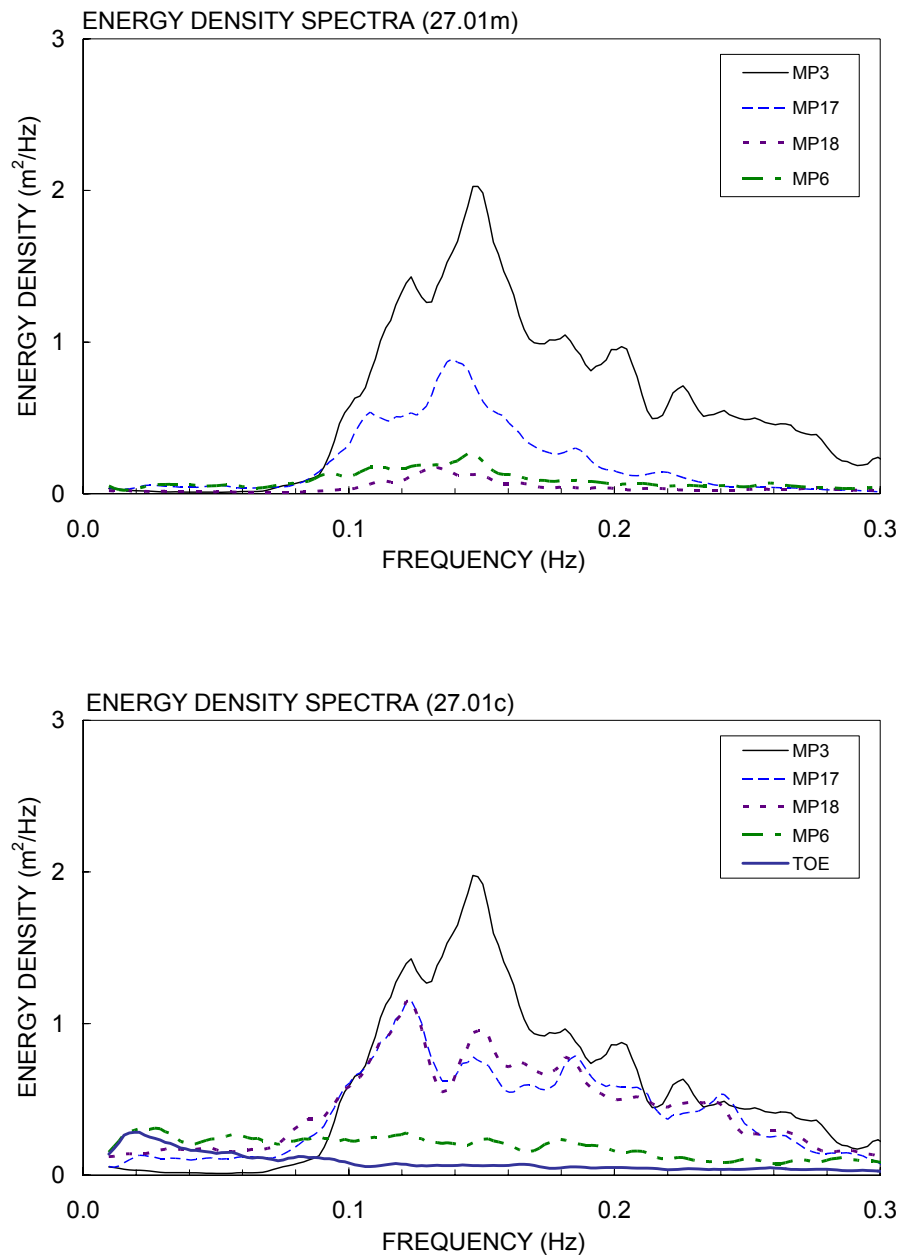 ENERGY DENSITY SPECTRA (27.01m)
3
2
1
0
ENERGY DENSITY (m²/Hz)
MP3
MP17
MP18
MP6
0.0
0.1
0.2
0.3
FREQUENCY (Hz)
ENERGY DENSITY SPECTRA (27.01c)
3
2
1
0
ENERGY DENSITY (m²/Hz)
MP3
MP17
MP18
MP6
TOE
0.0
0.1
0.2
0.3
FREQUENCY (Hz)